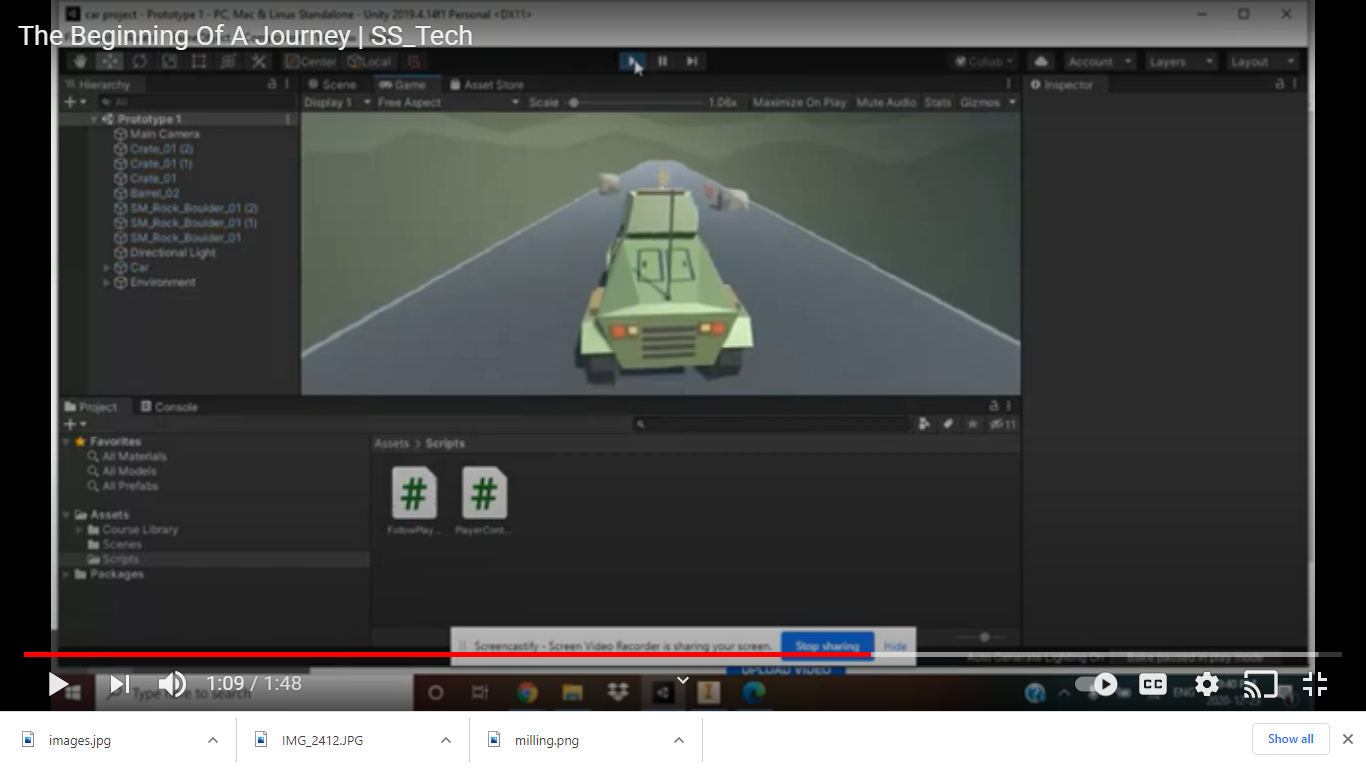 car project - Prototype 1 - PC, Mac & Linux Standalone - Unity 2019.4.14f1 Personal <DX11>
The Beginning Of A Journey | SS_Tech
Center Local Collab Account Layers Layout
Hierarchy Scene Game Asset Store Inspector
All Display 1 Free Aspect Scale 1.06x Maximize On Play Mute Audio Stats Gizmos
Prototype 1
Main Camera
Crate_01 (2)
Crate_01 (1)
Crate_01
Barrel_02
SM_Rock_Boulder_01 (2)
SM_Rock_Boulder_01 (1)
SM_Rock_Boulder_01
Directional Light
Car
Environment
Project Console
11
Favorites
All Materials
All Models
All Prefabs
Assets
Course Library
Scenes
Scripts
Packages
Assets > Scripts
FollowPlay...
PlayerCont...
Screencastify - Screen Video Recorder is sharing your screen. Stop sharing Hide
Auto Generate Lighting On Bake paused in play mode
UPLOAD VIDEO
1:09 / 1:48
Type here to search
CC
ENG
2020-12-23
images.jpg IMG_2412.JPG milling.png Show all